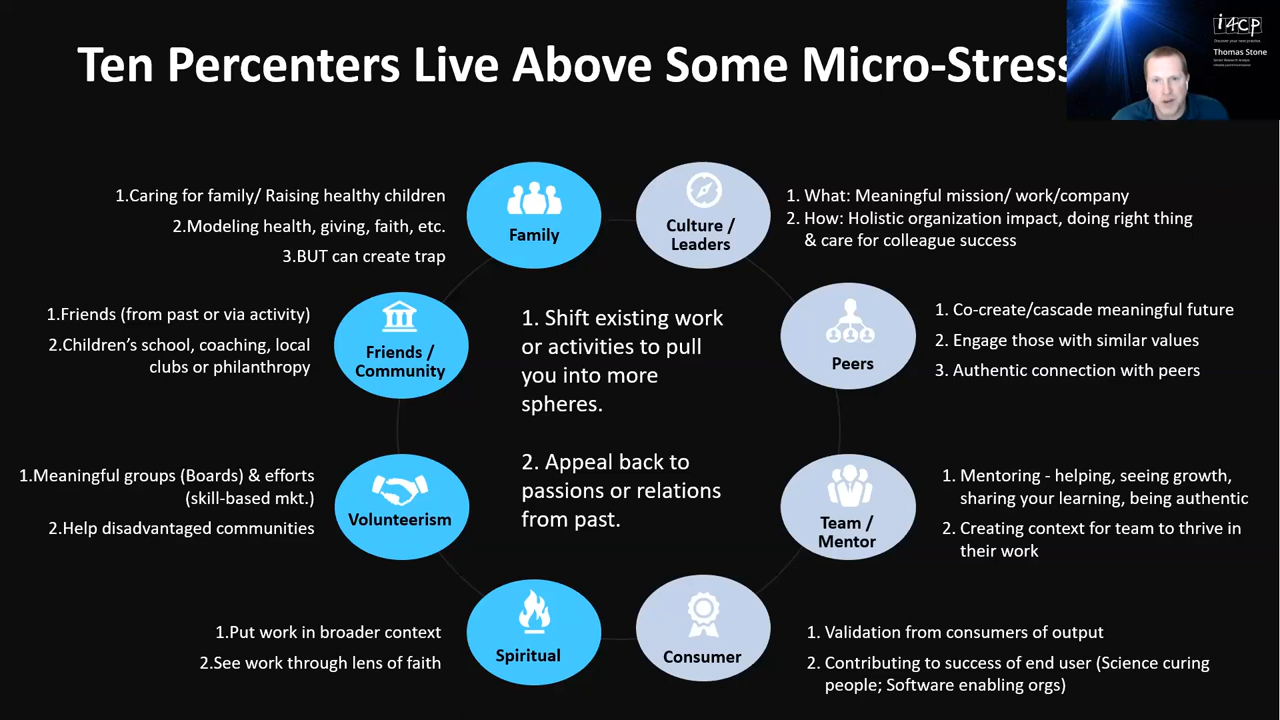 Ten Percenters Live Above Some Micro-Stress
i4cp
Thomas Stone
1.Caring for family/ Raising healthy children
2.Modeling health, giving, faith, etc.
3.BUT can create trap
Family
Culture /
Leaders
1. What: Meaningful mission/ work/company
2. How: Holistic organization impact, doing right thing
& care for colleague success
1.Friends (from past or via activity)
2.Children’s school, coaching, local
clubs or philanthropy
Friends /
Community
1. Shift existing work
or activities to pull
you into more
spheres.
2. Appeal back to
passions or relations
from past.
Peers
1. Co-create/cascade meaningful future
2. Engage those with similar values
3. Authentic connection with peers
1.Meaningful groups (Boards) & efforts
(skill-based mkt.)
2.Help disadvantaged communities
Volunteerism
Team /
Mentor
1. Mentoring - helping, seeing growth,
sharing your learning, being authentic
2. Creating context for team to thrive in
their work
1.Put work in broader context
2.See work through lens of faith
Spiritual
Consumer
1. Validation from consumers of output
2. Contributing to success of end user (Science curing
people; Software enabling orgs)